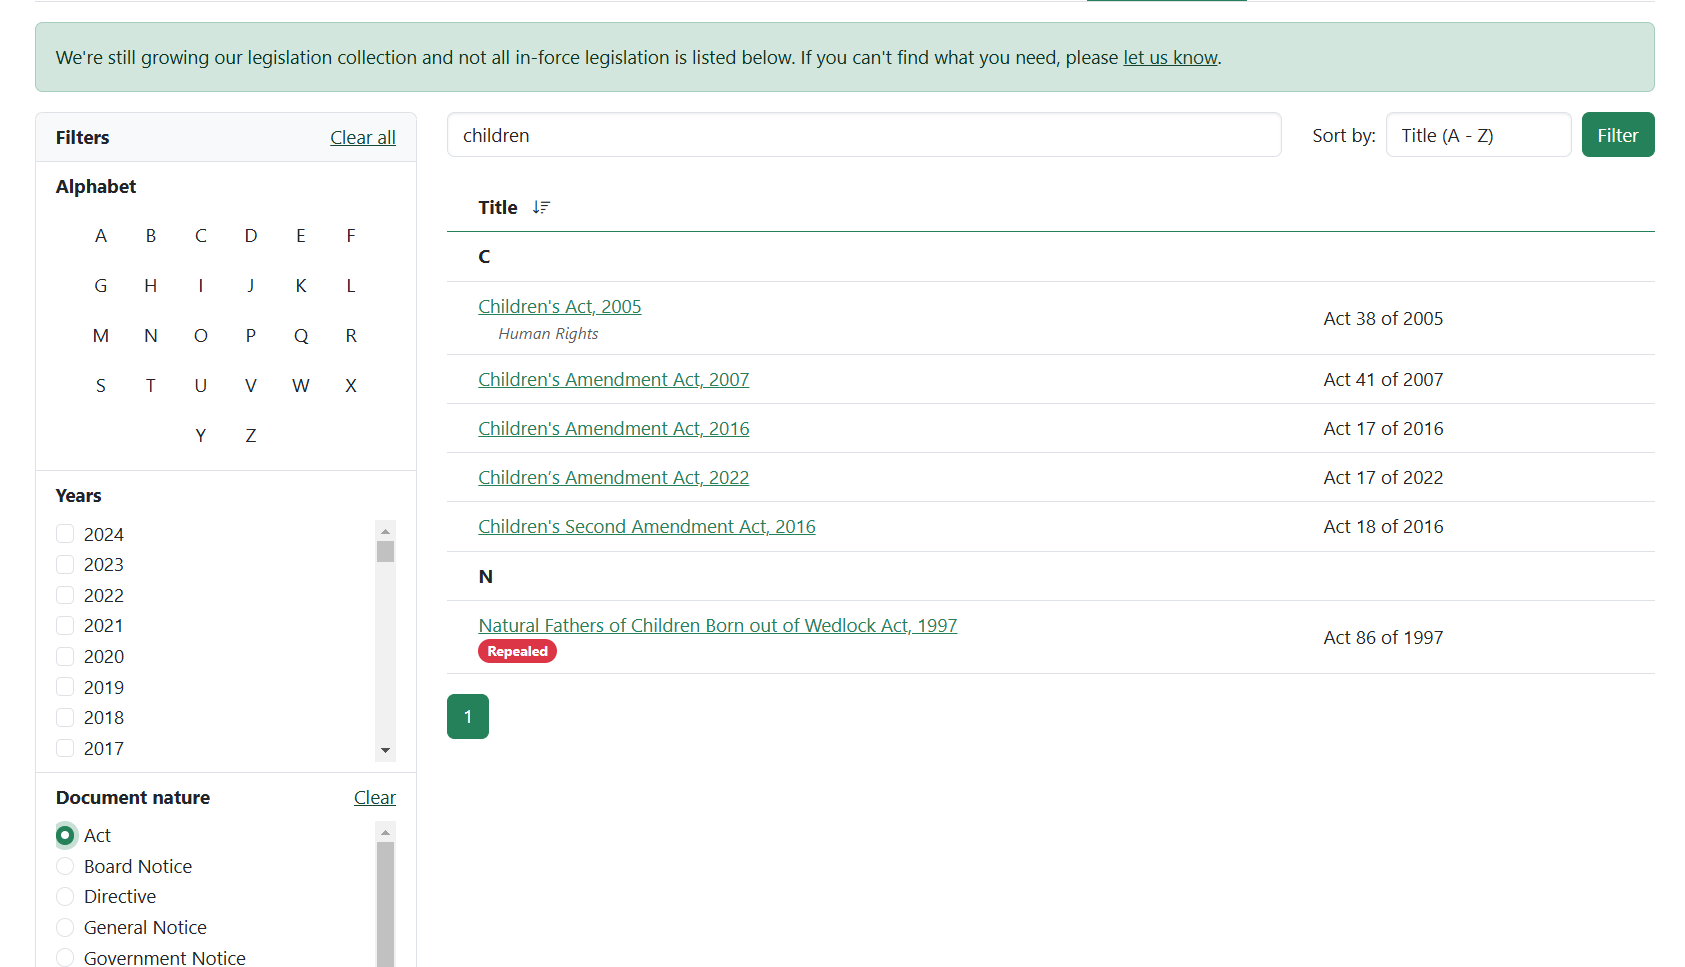 We're still growing our legislation collection and not all in-force legislation is listed below. If you can't find what you need, please let us know.
Filters Clear all
Alphabet
A B C D E F
G H I J K L
M N O P Q R
S T U V W X
Y Z
Years
2024
2023
2022
2021
2020
2019
2018
2017
Document nature Clear
Act
Board Notice
Directive
General Notice
Government Notice
children Sort by: Title (A - Z) Filter
Title
C
Children's Act, 2005 Act 38 of 2005
Human Rights
Children's Amendment Act, 2007 Act 41 of 2007
Children's Amendment Act, 2016 Act 17 of 2016
Children’s Amendment Act, 2022 Act 17 of 2022
Children's Second Amendment Act, 2016 Act 18 of 2016
N
Natural Fathers of Children Born out of Wedlock Act, 1997 Act 86 of 1997
Repealed
1